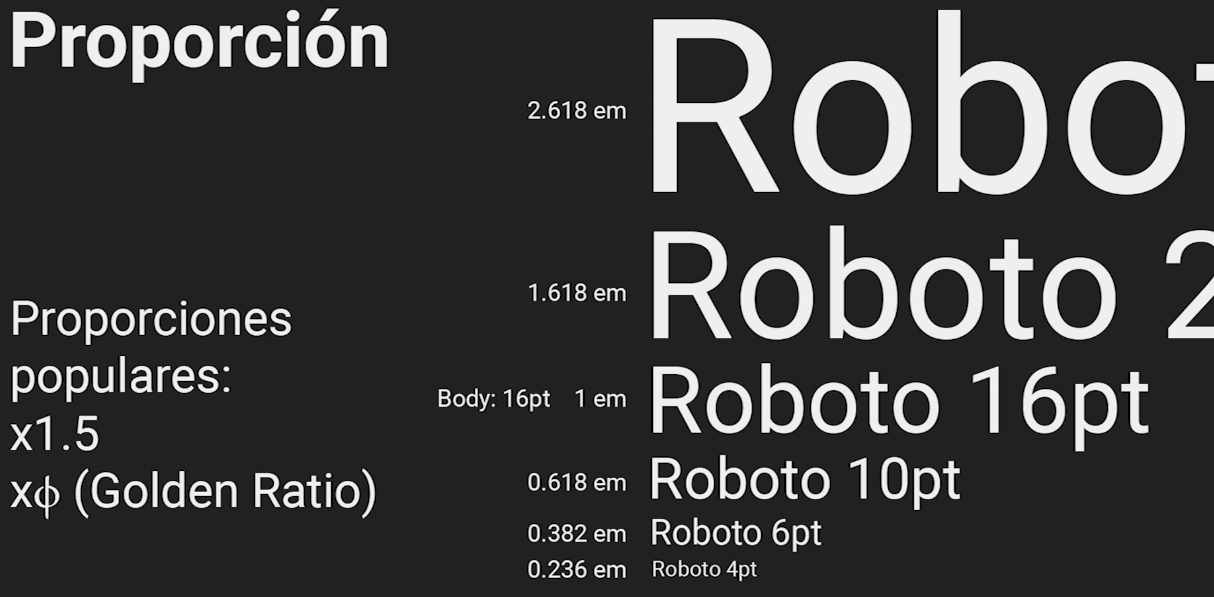 Proporción
Proporciones
populares:
x1.5
xϕ (Golden Ratio)
2.618 em Robo
1.618 em Roboto 2
Body: 16pt 1 em Roboto 16pt
0.618 em Roboto 10pt
0.382 em Roboto 6pt
0.236 em Roboto 4pt